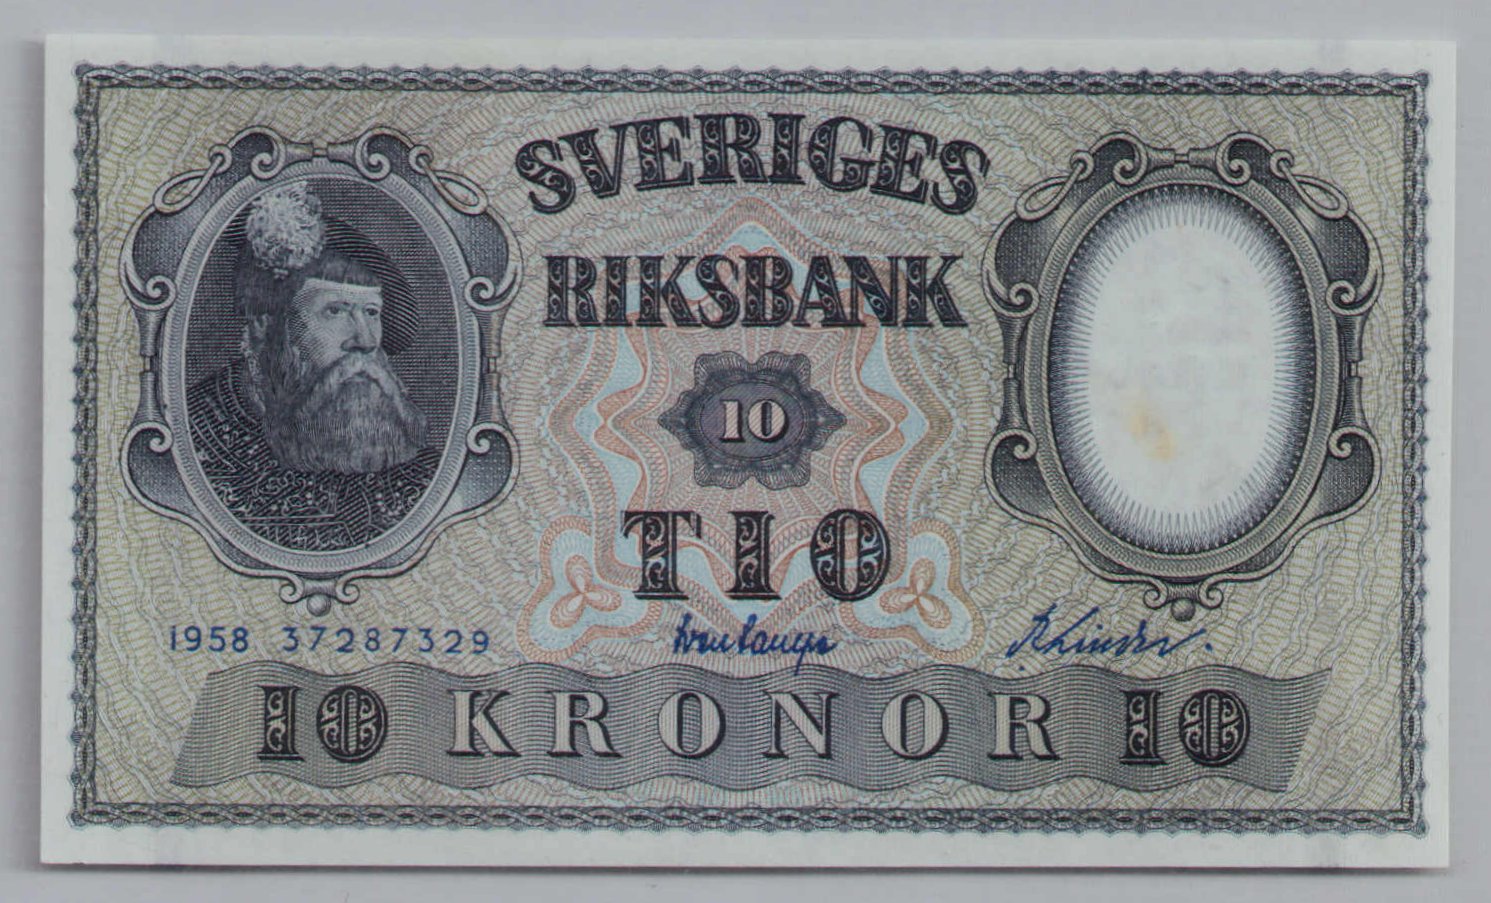 SVERIGES
RIKSBANK
10
TIO
1958 37287329
10 KRONOR 10